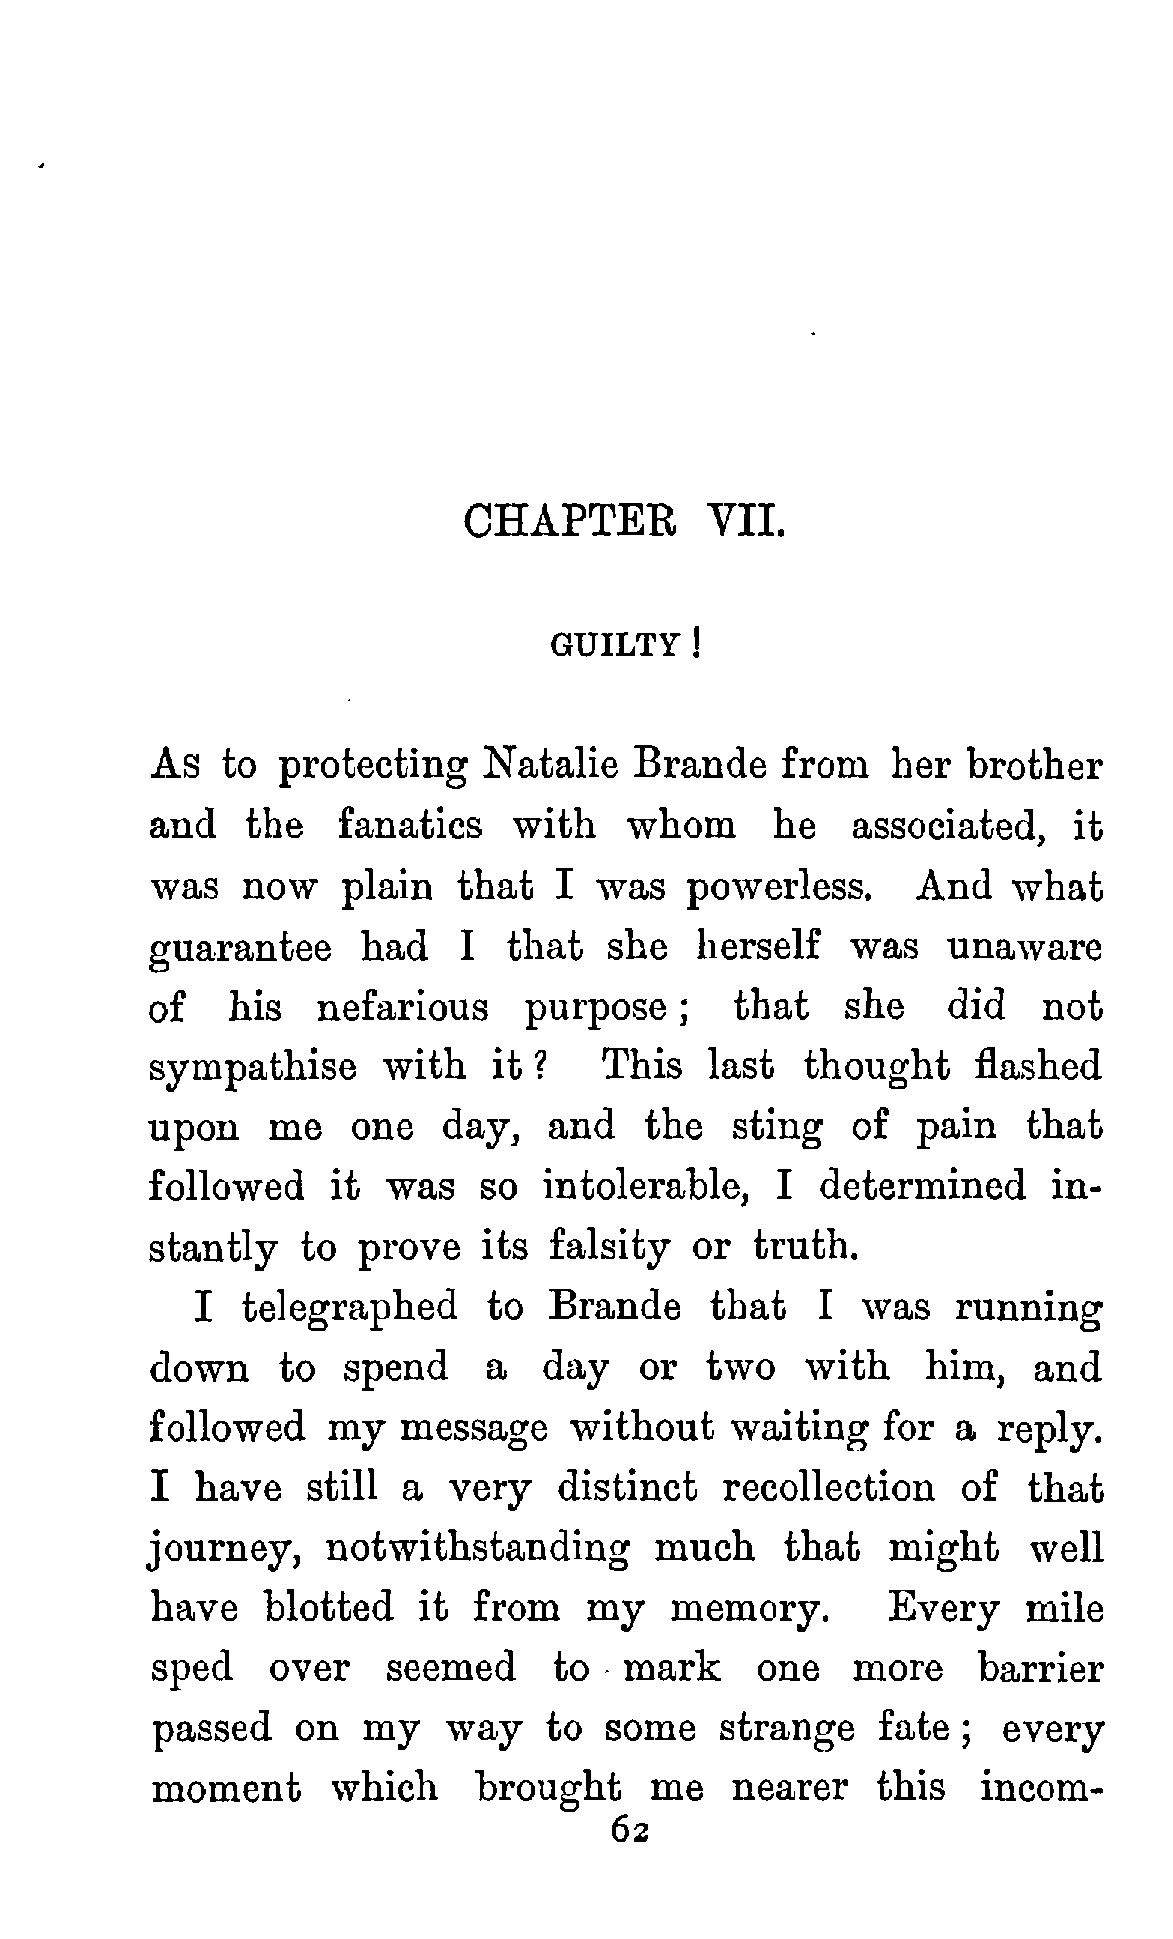 CHAPTER VII.
GUILTY !
As to protecting Natalie Brande from her brother
and the fanatics with whom he associated, it
was now plain that I was powerless. And what
guarantee had I that she herself was unaware
of his nefarious purpose ; that she did not
sympathise with it ? This last thought flashed
upon me one day, and the sting of pain that
followed it was so intolerable, I determined in-
stantly to prove its falsity or truth.
I telegraphed to Brande that I was running
down to spend a day or two with him, and
followed my message without waiting for a reply.
I have still a very distinct recollection of that
journey, notwithstanding much that might well
have blotted it from my memory. Every mile
sped over seemed to mark one more barrier
passed on my way to some strange fate ; every
moment which brought me nearer this incom-
62